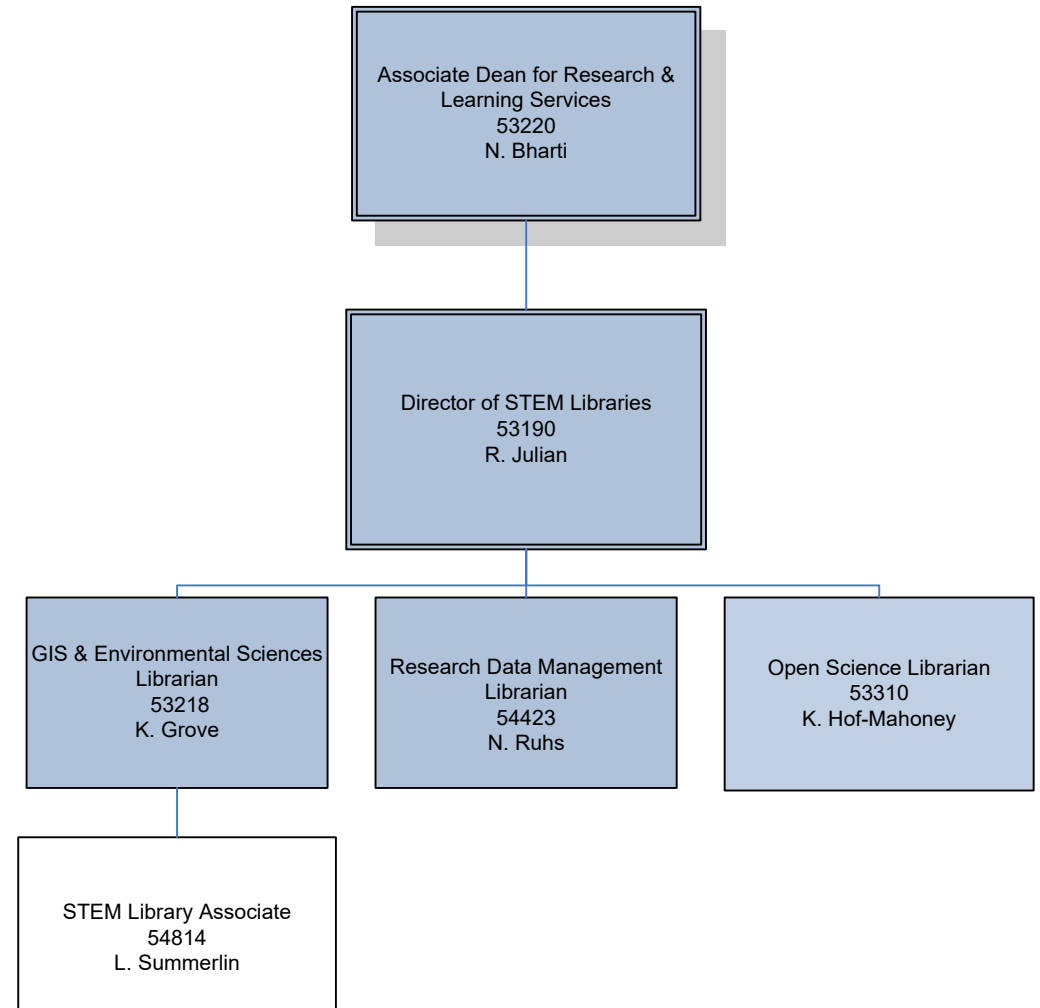 Associate Dean for Research &
Learning Services
53220
N. Bharti
Director of STEM Libraries
53190
R. Julian
GIS & Environmental Sciences
Librarian
53218
K. Grove
Research Data Management
Librarian
54423
N. Ruhs
Open Science Librarian
53310
K. Hof-Mahoney
STEM Library Associate
54814
L. Summerlin